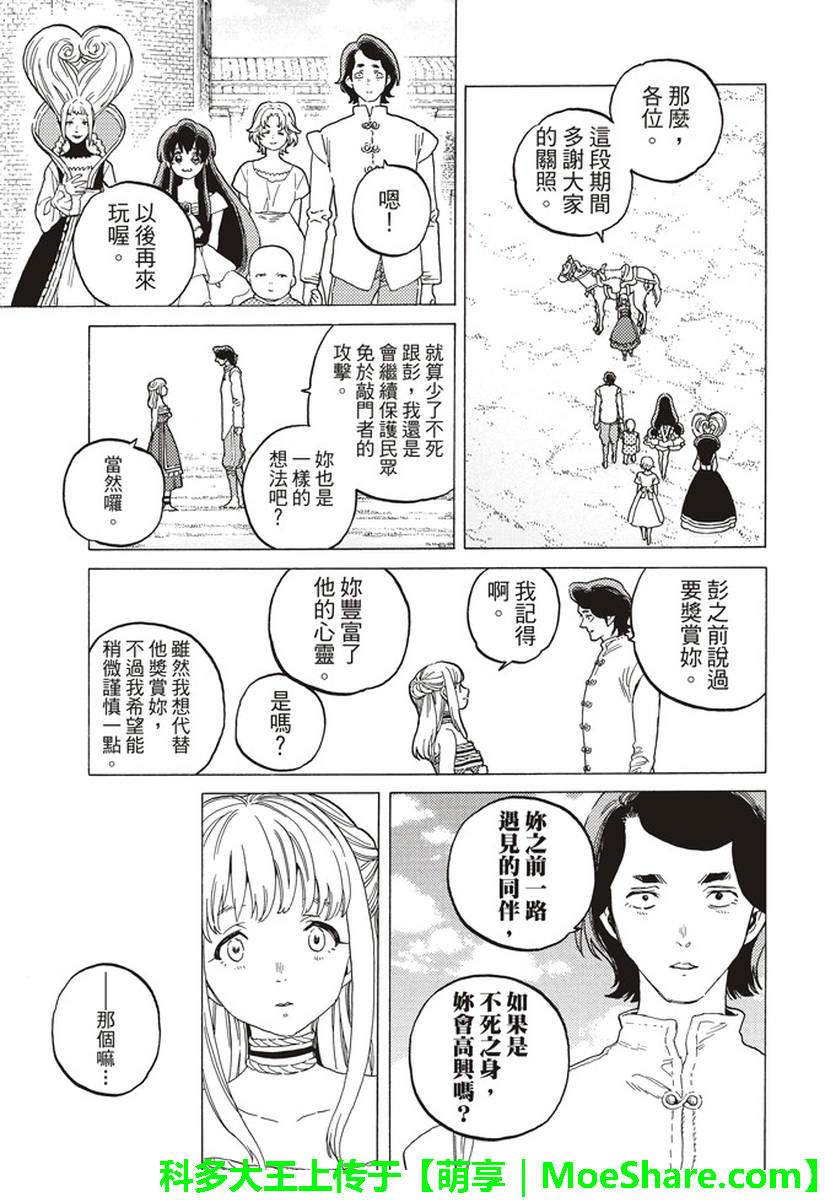 那麼，
各位。
這段期間
多謝大家
的關照。
嗯！
以後再來
玩喔。
就算少了不死
跟彭，我還是
會繼續保護民眾
免於敲門者的
攻擊。
妳也是
一樣的
想法吧？
當然囉。
彭之前說過
要獎賞妳。
我記得
啊。
妳豐富了
他的心靈。
是嗎？
雖然我想代替
他獎賞妳，
不過我希望能
稍微謹慎一點。
妳之前一路
遇見的同伴，
如果是
不死之身，
妳會高興嗎？
——那個嘛…
科多大王上传于【萌享｜MoeShare.com】